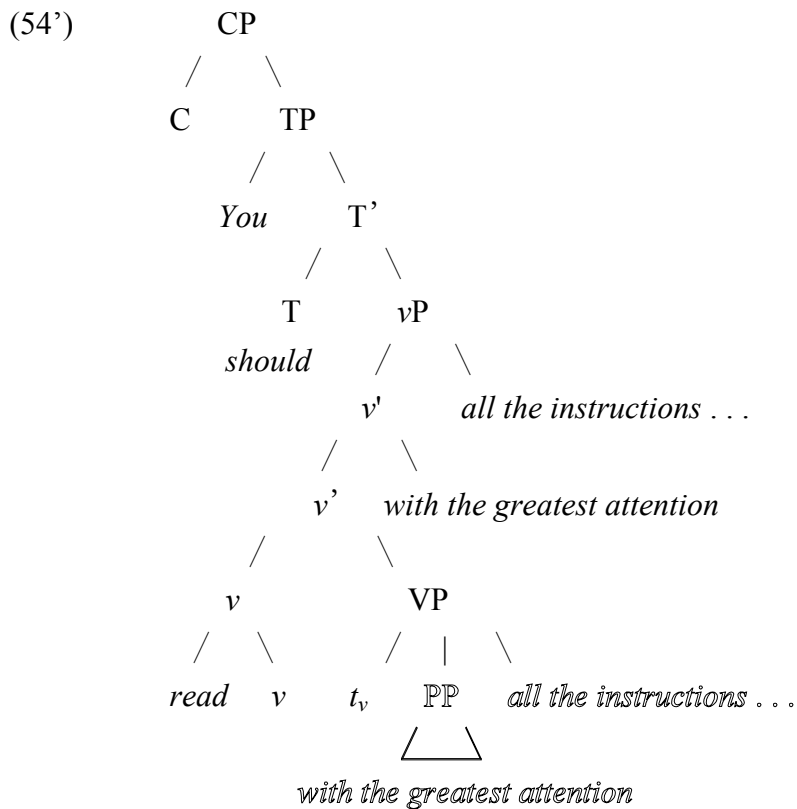 (54’) CP
C TP
You T’
T vP
should
v' all the instructions . . .
v’ with the greatest attention
v VP
read v tv PP all the instructions . . .
with the greatest attention